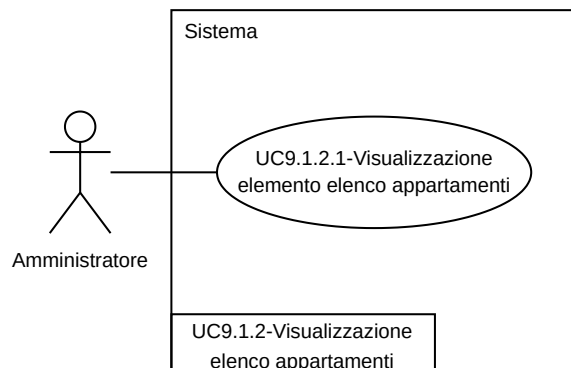 Sistema
UC9.1.2.1-Visualizzazione
elemento elenco appartamenti
Amministratore
UC9.1.2-Visualizzazione
elenco appartamenti